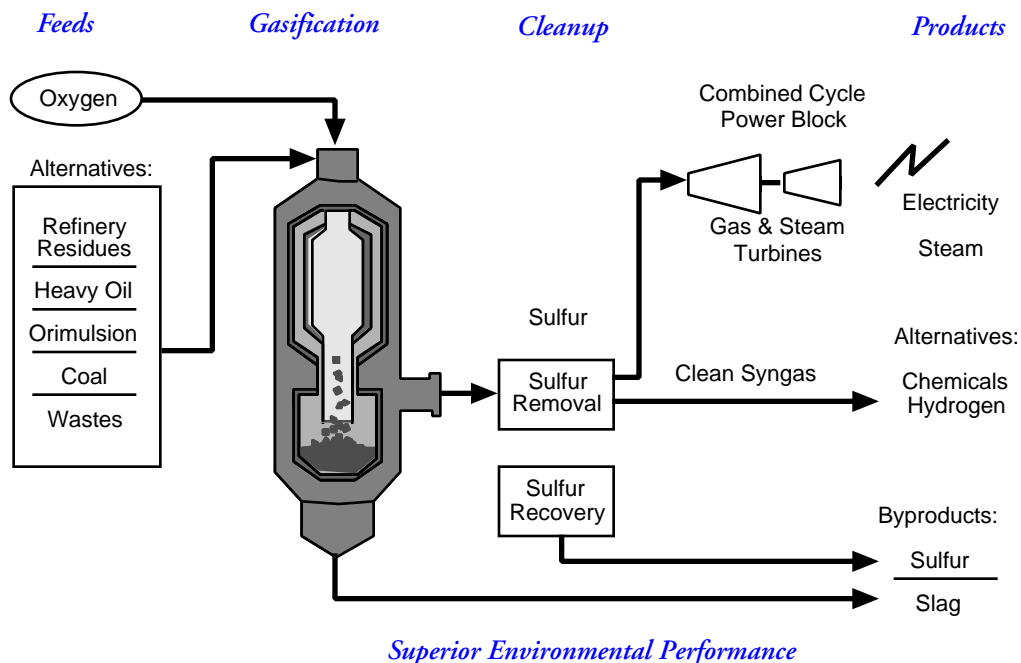 Feeds
Gasification
Cleanup
Products
Oxygen
Alternatives:
Refinery
Residues
Heavy Oil
Orimulsion
Coal
Wastes
Combined Cycle
Power Block
Gas & Steam
Turbines
Electricity
Steam
Sulfur
Sulfur
Removal
Clean Syngas
Alternatives:
Chemicals
Hydrogen
Sulfur
Recovery
Byproducts:
Sulfur
Slag
Superior Environmental Performance